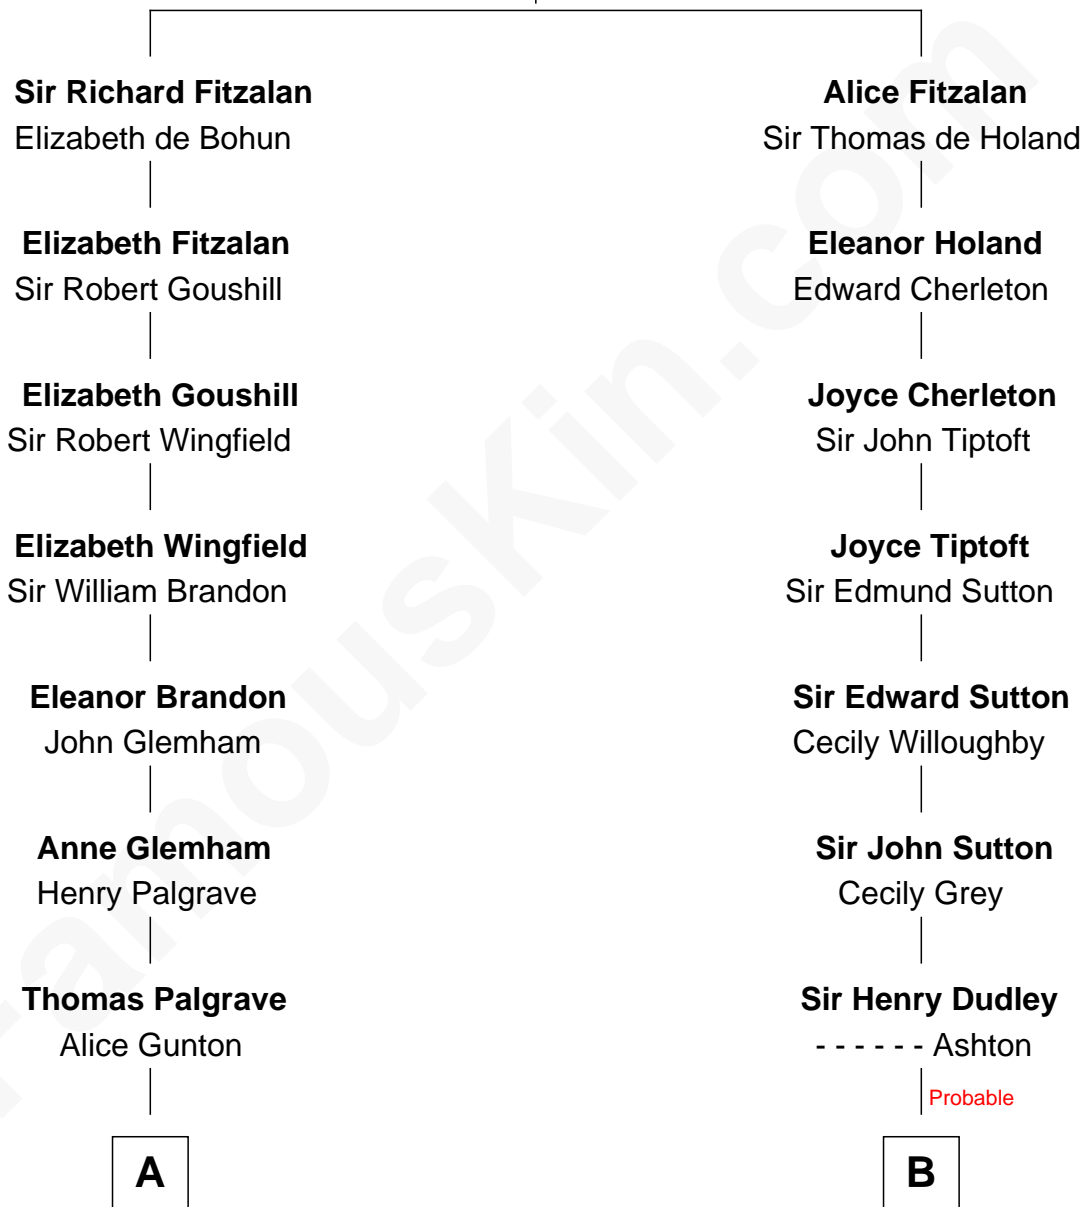 Sir Richard Fitzalan
Elizabeth de Bohun
Alice Fitzalan
Sir Thomas de Holand
Elizabeth Fitzalan
Sir Robert Goushill
Eleanor Holand
Edward Cherleton
Elizabeth Goushill
Sir Robert Wingfield
Joyce Cherleton
Sir John Tiptoft
Elizabeth Wingfield
Sir William Brandon
Joyce Tiptoft
Sir Edmund Sutton
Eleanor Brandon
John Glemham
Sir Edward Sutton
Cecily Willoughby
Anne Glemham
Henry Palgrave
Sir John Sutton
Cecily Grey
Thomas Palgrave
Alice Gunton
Sir Henry Dudley
- - - - - - Ashton
Probable
A
B
FamousKin.com